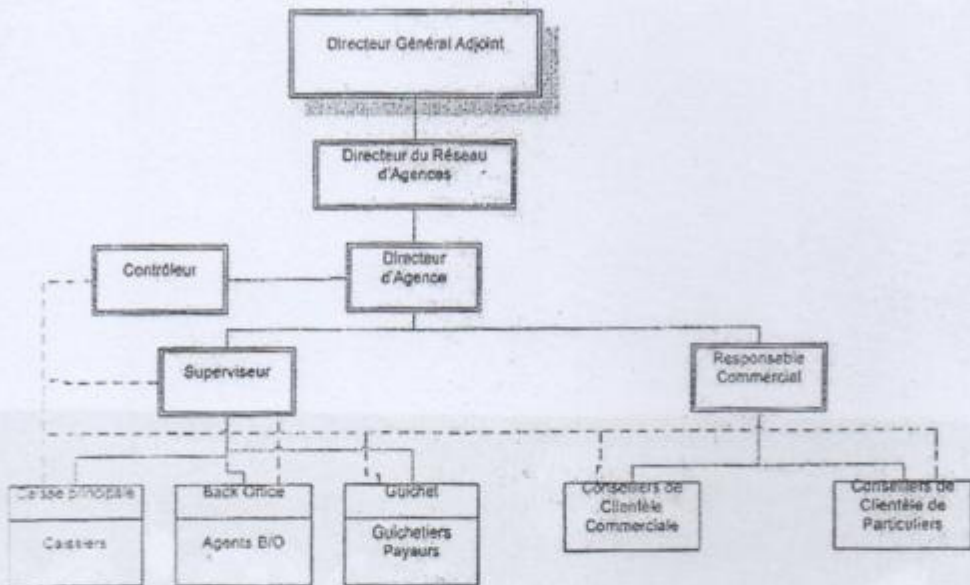 Directeur Général Adjoint
Directeur du Réseau
d'Agences
Contrôleur
Directeur
d'Agence
Superviseur
Responsable
Commercial
Caisse principale
Caissiers
Back Office
Agents B/O
Guichet
Guichetiers
Payeurs
Conseillers de
Clientèle
Commerciale
Conseillers de
Clientèle de
Particuliers